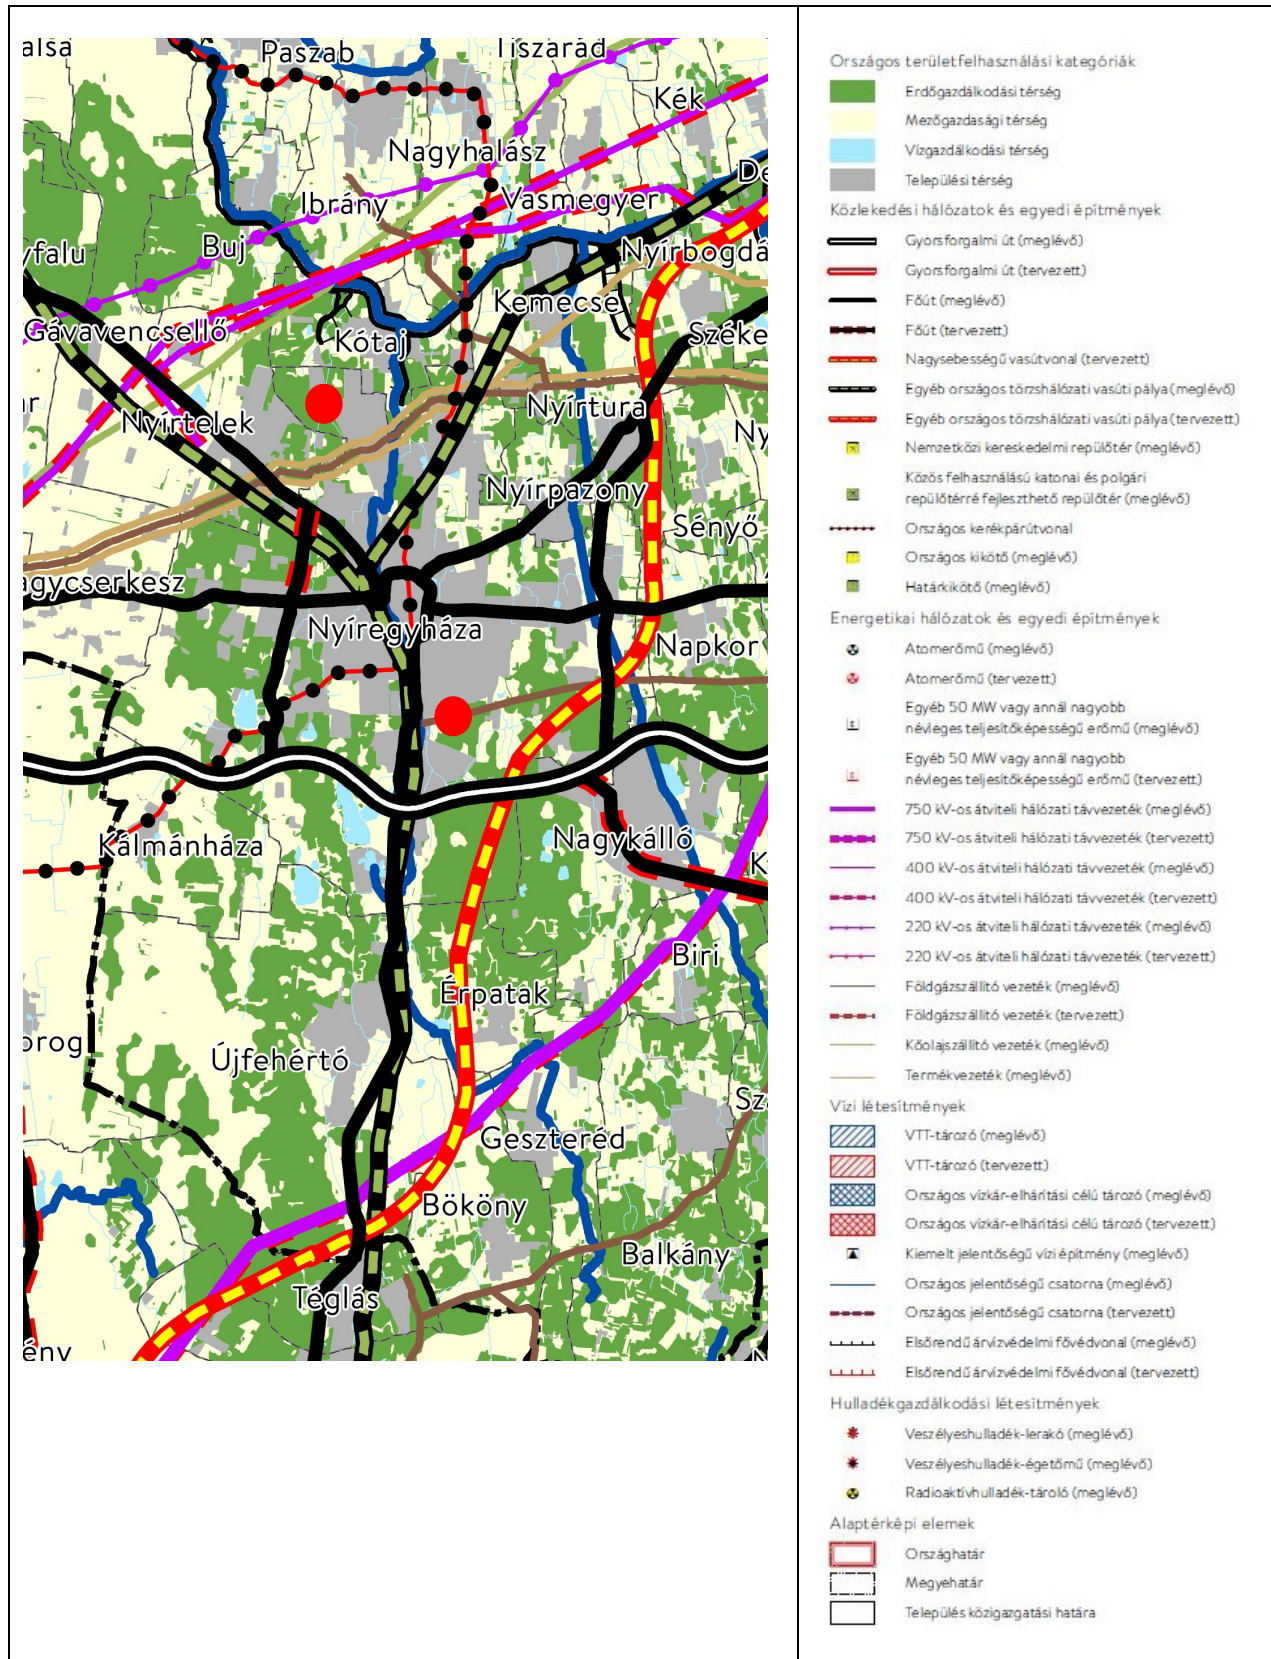 alsa
Paszab
Tiszarád
Kék
Nagyhalász
De
Ibrány
Vasmegyer
Buj
yfalu
Nyírbogdá
Kemecse
Gávavencsellő
Kótaj
Széke
ar
Nyírtura
Nyírtelek
Ny
Nyírpazony
Sényő
agycserkesz
Nyíregyháza
Napkor
Kálmánháza
Nagykálló
K
Biri
Érpatak
orog
Újfehértó
Sz
Geszteréd
Bököny
Balkány
Téglás
ény
N
Országos területfelhasználási kategóriák
Erdőgazdálkodási térség
Mezőgazdasági térség
Vízgazdálkodási térség
Települési térség
Közlekedési hálózatok és egyedi építmények
Gyorsforgalmi út (meglévő)
Gyorsforgalmi út (tervezett)
Főút (meglévő)
Főút (tervezett)
Nagysebességű vasútvonal (tervezett)
Egyéb országos törzshálózati vasúti pálya (meglévő)
Egyéb országos törzshálózati vasúti pálya (tervezett)
Nemzetközi kereskedelmi repülőtér (meglévő)
Közös felhasználású katonai és polgári
repülőtérré fejleszthető repülőtér (meglévő)
Országos kerékpárútvonal
Országos kikötő (meglévő)
Határkikötő (meglévő)
Energetikai hálózatok és egyedi építmények
Atomerőmű (meglévő)
Atomerőmű (tervezett)
Egyéb 50 MW vagy annál nagyobb
névleges teljesítőképességű erőmű (meglévő)
Egyéb 50 MW vagy annál nagyobb
névleges teljesítőképességű erőmű (tervezett)
750 kV-os átviteli hálózati távvezeték (meglévő)
750 kV-os átviteli hálózati távvezeték (tervezett)
400 kV-os átviteli hálózati távvezeték (meglévő)
400 kV-os átviteli hálózati távvezeték (tervezett)
220 kV-os átviteli hálózati távvezeték (meglévő)
220 kV-os átviteli hálózati távvezeték (tervezett)
Földgázszállító vezeték (meglévő)
Földgázszállító vezeték (tervezett)
Kőolajszállító vezeték (meglévő)
Termékvezeték (meglévő)
Vízi létesítmények
VTT-tározó (meglévő)
VTT-tározó (tervezett)
Országos vízkár-elhárítási célú tározó (meglévő)
Országos vízkár-elhárítási célú tározó (tervezett)
Kiemelt jelentőségű vízi építmény (meglévő)
Országos jelentőségű csatorna (meglévő)
Országos jelentőségű csatorna (tervezett)
Elsőrendű árvízvédelmi fővédvonal (meglévő)
Elsőrendű árvízvédelmi fővédvonal (tervezett)
Hulladékgazdálkodási létesítmények
Veszélyeshulladék-lerakó (meglévő)
Veszélyeshulladék-égetőmű (meglévő)
Radioaktívhulladék-tároló (meglévő)
Alaptérképi elemek
Országhatár
Megyehatár
Település közigazgatási határa